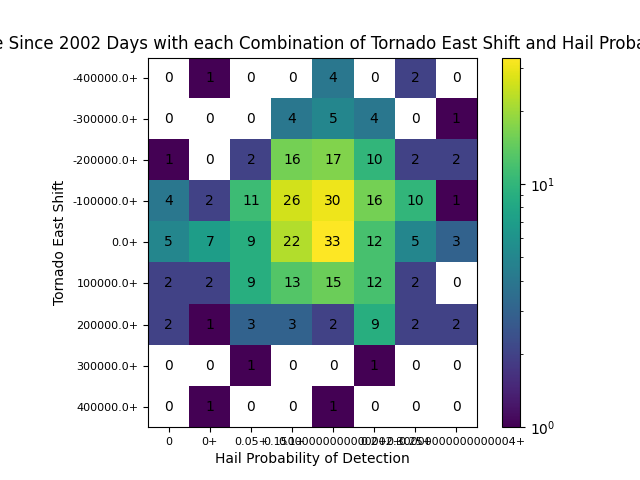 e Since 2002 Days with each Combination of Tornado East Shift and Hail Proba
-400000.0+ 0 1 0 0 4 0 2 0
-300000.0+ 0 0 0 4 5 4 0 1
-200000.0+ 1 0 2 16 17 10 2 2
-100000.0+ 4 2 11 26 30 16 10 1
0.0+ 5 7 9 22 33 12 5 3
100000.0+ 2 2 9 13 15 12 2 0
200000.0+ 2 1 3 3 2 9 2 2
300000.0+ 0 0 1 0 0 1 0 0
400000.0+ 0 1 0 0 1 0 0 0
0 0+ 0.05+
Hail Probability of Detection
Tornado East Shift
10¹
10⁰